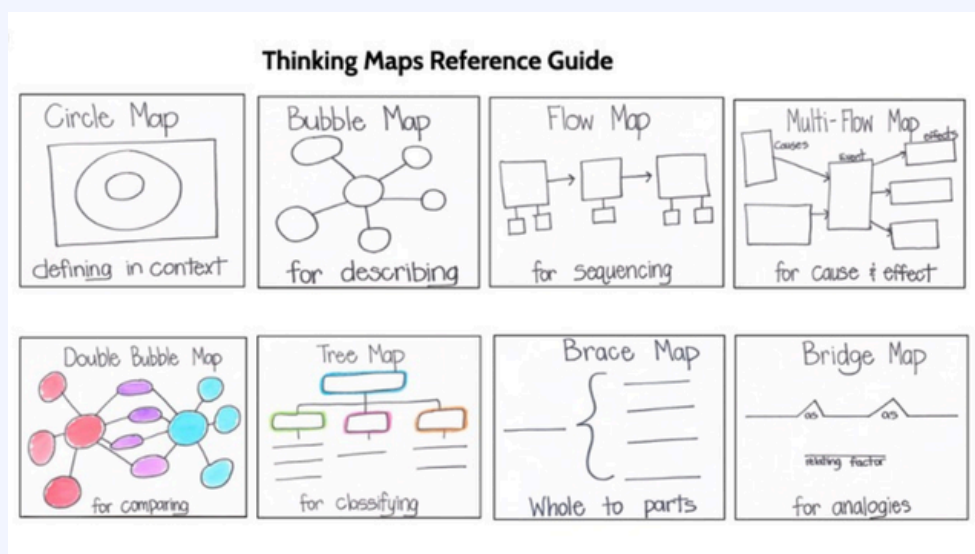 Thinking Maps Reference Guide
Circle Map
defining in context
Bubble Map
for describing
Flow Map
for sequencing
Multi-Flow Map
Causes
Event
effects
for cause & effect
Double Bubble Map
for comparing
Tree Map
for classifying
Brace Map
Whole to parts
Bridge Map
as as
relating factor
for analogies